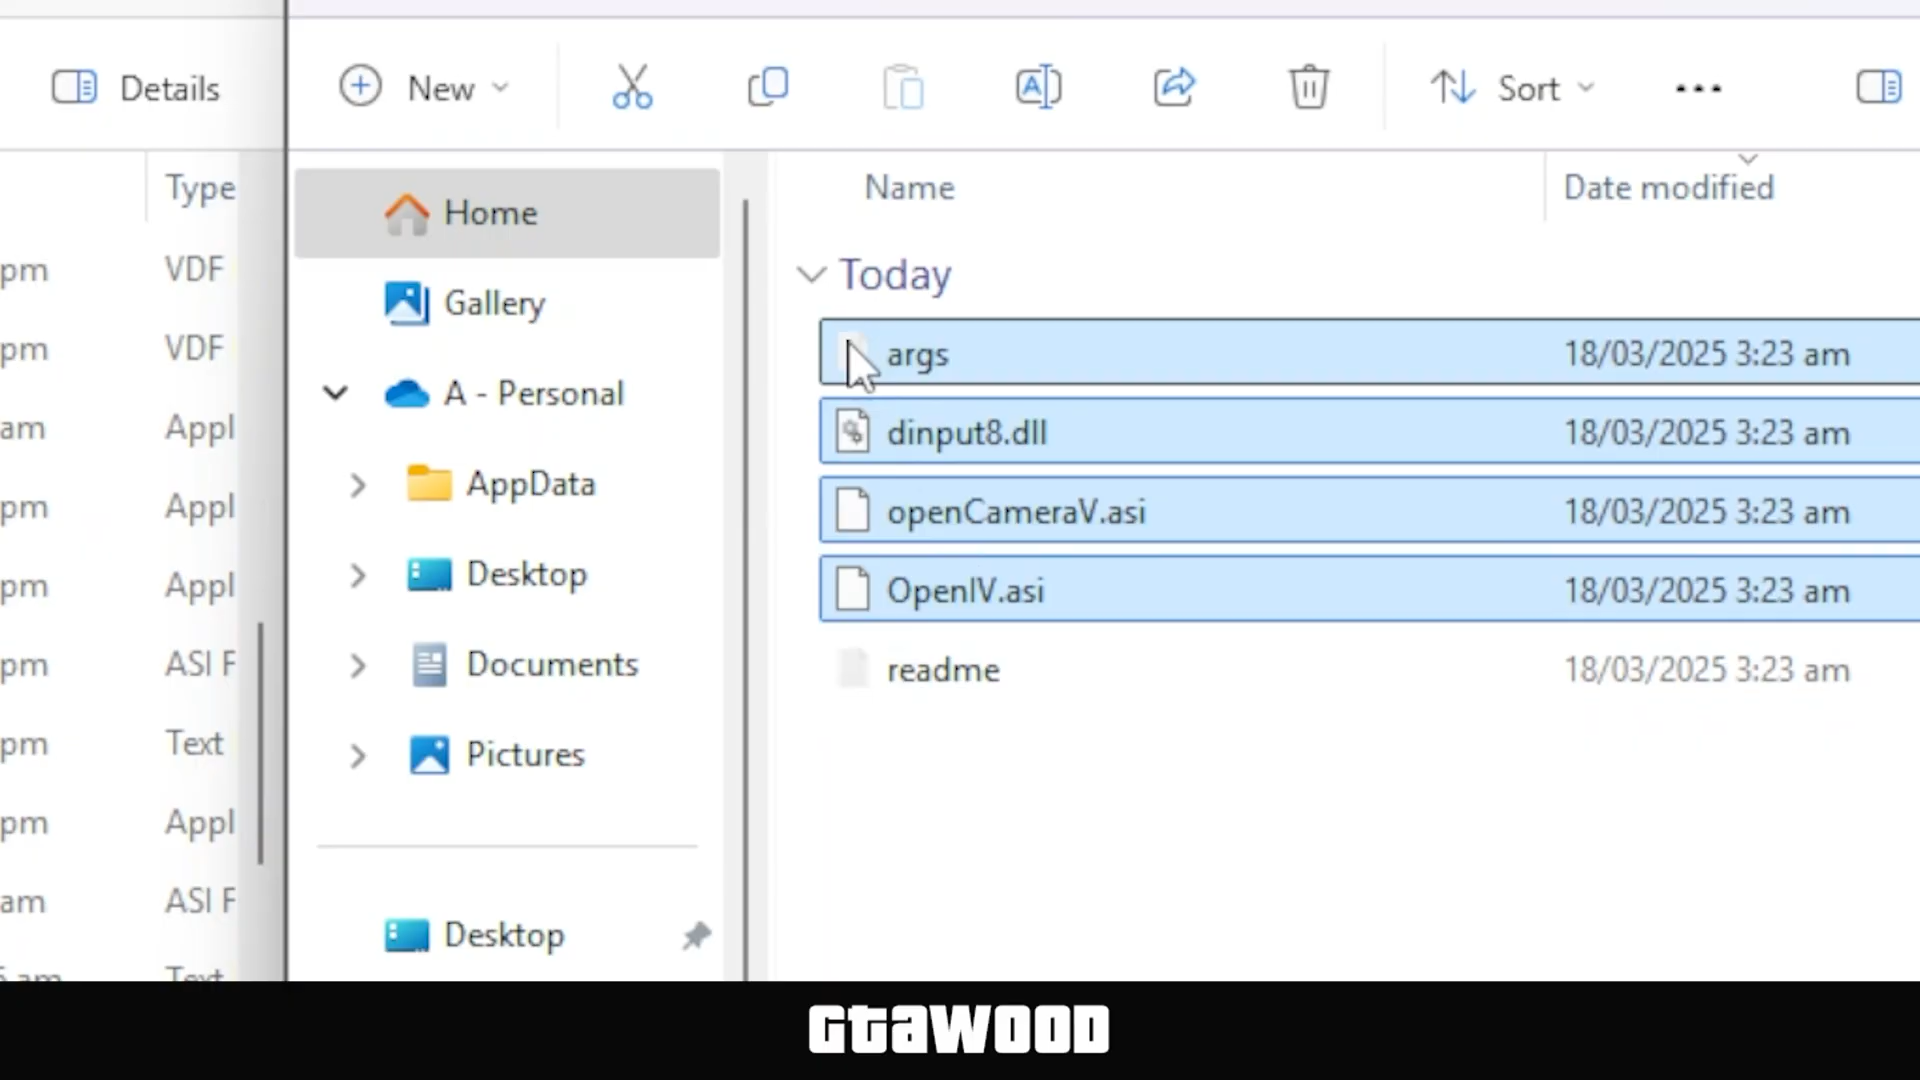 Details
New
Sort
Type
Name
Date modified
Home
Today
pm
VDF
Gallery
pm
VDF
args
18/03/2025 3:23 am
A - Personal
am
Appl
dinput8.dll
18/03/2025 3:23 am
AppData
pm
Appl
openCameraV.asi
18/03/2025 3:23 am
Desktop
pm
Appl
OpenIV.asi
18/03/2025 3:23 am
Documents
pm
ASI F
readme
18/03/2025 3:23 am
pm
Text
Pictures
pm
Appl
am
ASI F
Desktop
am
Text
GTAWOOD